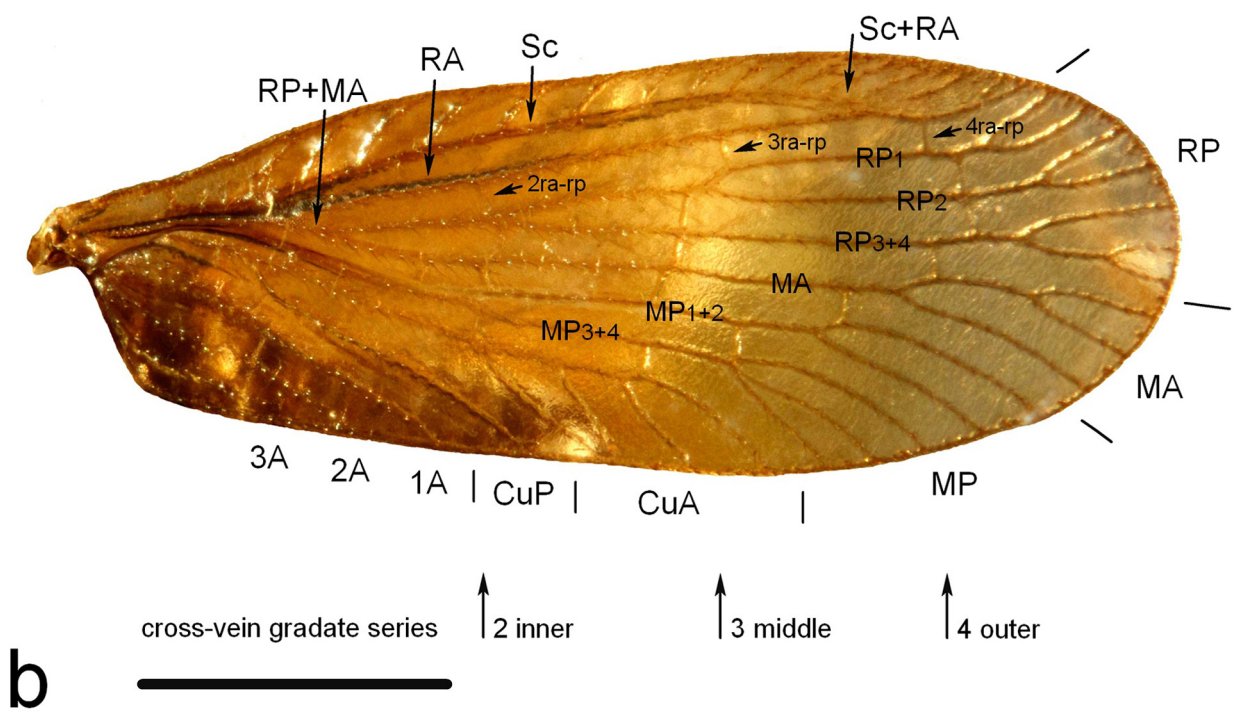 Sc+RA
Sc
RA
RP+MA
4ra-rp
3ra-rp
RP
RP1
2ra-rp
RP2
RP3+4
MA
MP1+2
MP3+4
MA
3A
2A
1A
CuP
CuA
MP
cross-vein gradate series
2 inner
3 middle
4 outer
b